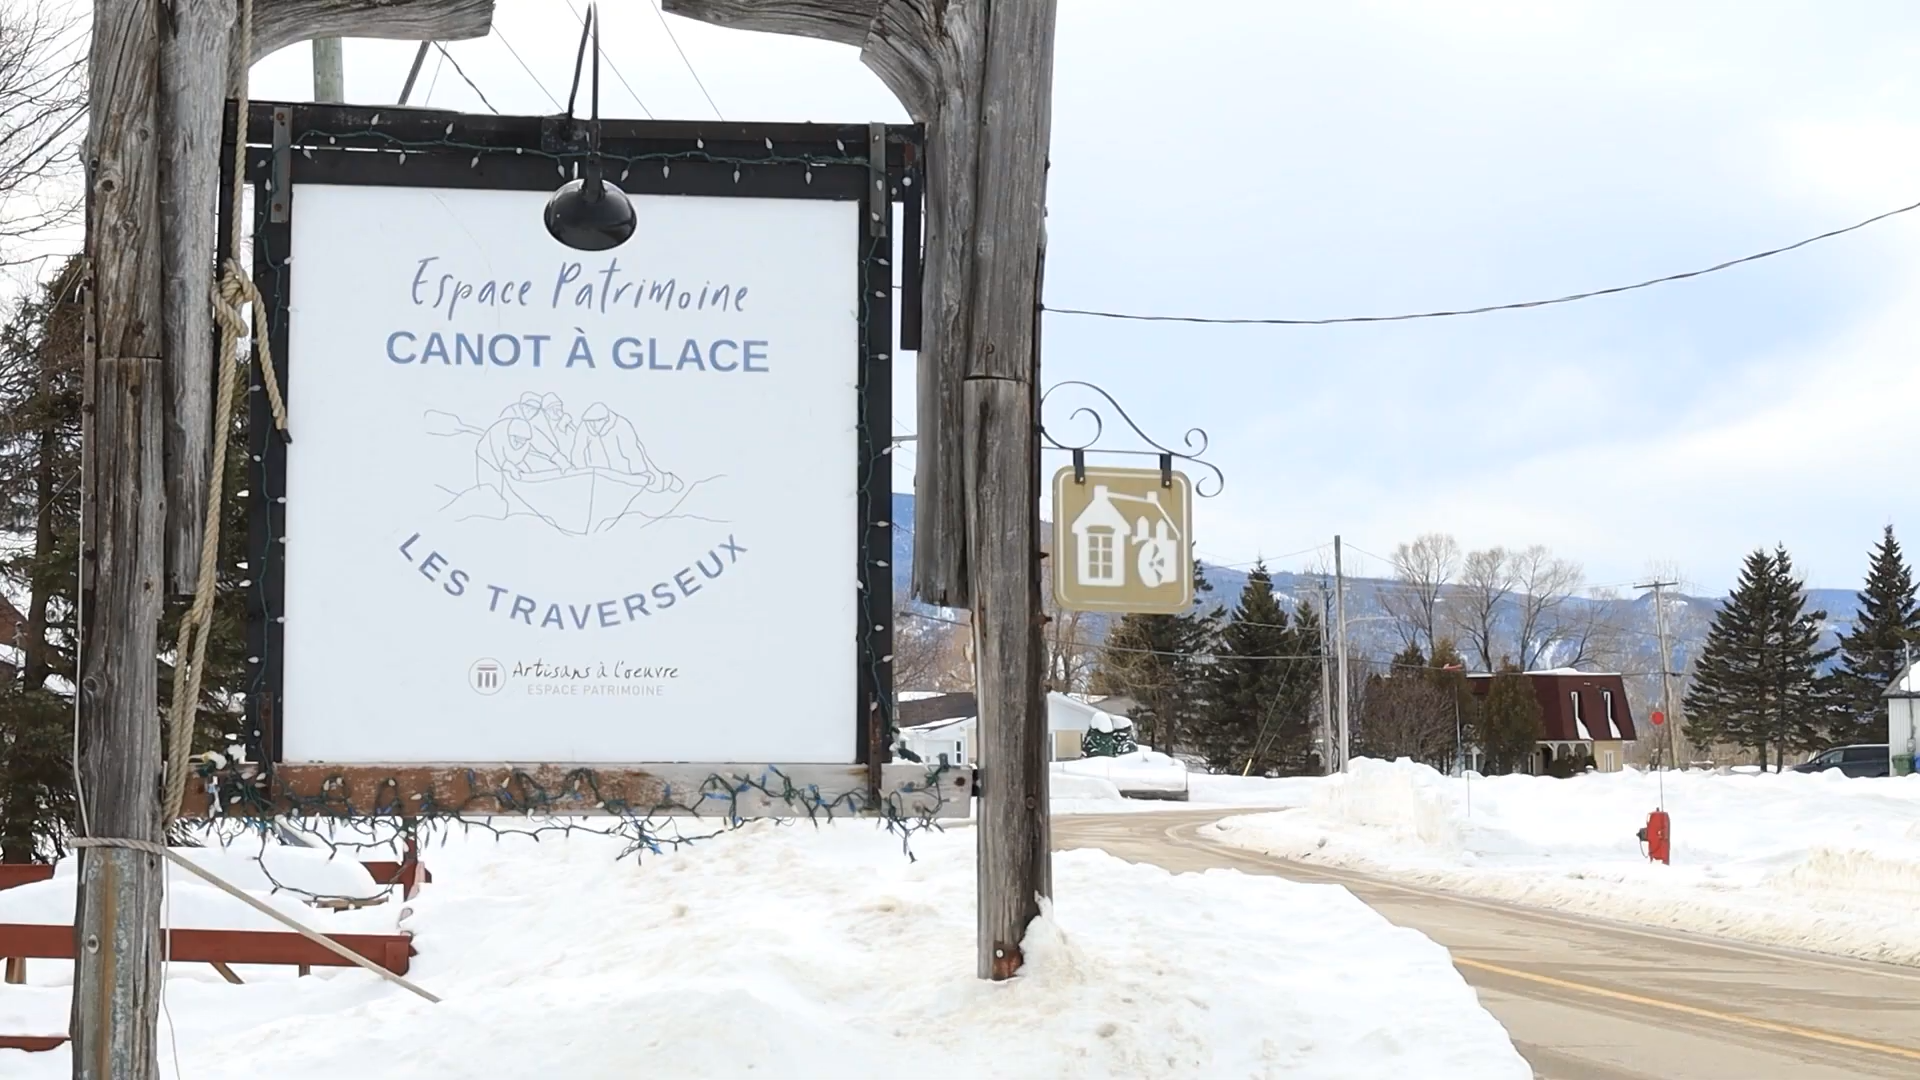 Espace Patrimoine
CANOT À GLACE
LES TRAVERSEUX
Artisans à l'oeuvre
ESPACE PATRIMOINE